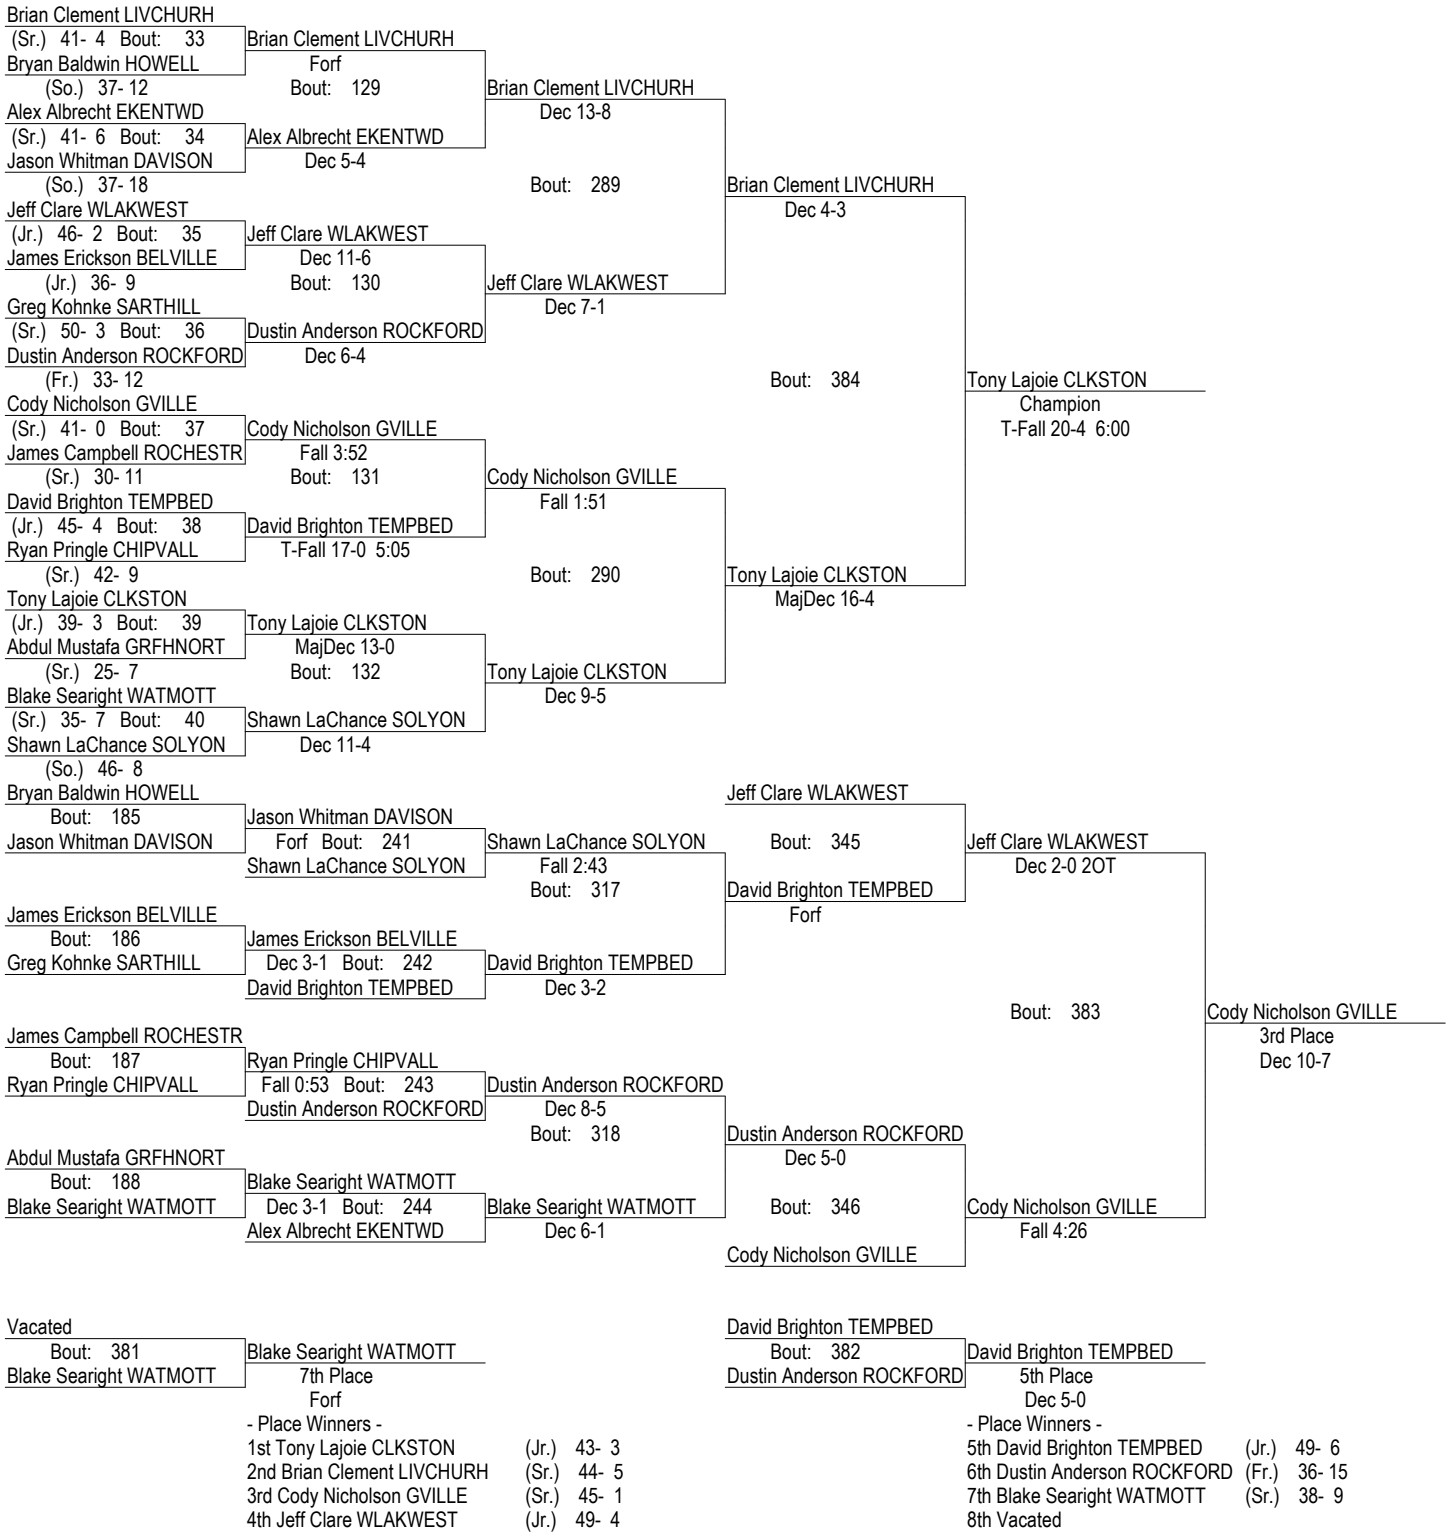 Brian Clement LIVCHURH
(Sr.) 41- 4 Bout: 33
Brian Clement LIVCHURH
Bryan Baldwin HOWELL
Forf
(So.) 37- 12
Bout: 129
Brian Clement LIVCHURH
Alex Albrecht EKENTWD
Dec 13-8
(Sr.) 41- 6 Bout: 34
Alex Albrecht EKENTWD
Jason Whitman DAVISON
Dec 5-4
(So.) 37- 18
Bout: 289
Brian Clement LIVCHURH
Jeff Clare WLAKWEST
Dec 4-3
(Jr.) 46- 2 Bout: 35
Jeff Clare WLAKWEST
James Erickson BELVILLE
Dec 11-6
(Jr.) 36- 9
Bout: 130
Jeff Clare WLAKWEST
Greg Kohnke SARTHILL
Dec 7-1
(Sr.) 50- 3 Bout: 36
Dustin Anderson ROCKFORD
Dustin Anderson ROCKFORD
Dec 6-4
(Fr.) 33- 12
Bout: 384
Tony Lajoie CLKSTON
Cody Nicholson GVILLE
Champion
(Sr.) 41- 0 Bout: 37
Cody Nicholson GVILLE
T-Fall 20-4 6:00
James Campbell ROCHESTR
Fall 3:52
(Sr.) 30- 11
Bout: 131
Cody Nicholson GVILLE
David Brighton TEMPBED
Fall 1:51
(Jr.) 45- 4 Bout: 38
David Brighton TEMPBED
Ryan Pringle CHIPVALL
T-Fall 17-0 5:05
(Sr.) 42- 9
Bout: 290
Tony Lajoie CLKSTON
Tony Lajoie CLKSTON
MajDec 16-4
(Jr.) 39- 3 Bout: 39
Tony Lajoie CLKSTON
Abdul Mustafa GRFHNORT
MajDec 13-0
(Sr.) 25- 7
Bout: 132
Tony Lajoie CLKSTON
Blake Searight WATMOTT
Dec 9-5
(Sr.) 35- 7 Bout: 40
Shawn LaChance SOLYON
Shawn LaChance SOLYON
Dec 11-4
(So.) 46- 8
Bryan Baldwin HOWELL
Jeff Clare WLAKWEST
Bout: 185
Jason Whitman DAVISON
Jason Whitman DAVISON
Forf Bout: 241
Shawn LaChance SOLYON
Bout: 345
Jeff Clare WLAKWEST
Shawn LaChance SOLYON
Fall 2:43
Dec 2-0 2OT
Bout: 317
David Brighton TEMPBED
James Erickson BELVILLE
Forf
Bout: 186
James Erickson BELVILLE
Greg Kohnke SARTHILL
Dec 3-1 Bout: 242
David Brighton TEMPBED
David Brighton TEMPBED
Dec 3-2
Bout: 383
Cody Nicholson GVILLE
James Campbell ROCHESTR
3rd Place
Bout: 187
Ryan Pringle CHIPVALL
Dec 10-7
Ryan Pringle CHIPVALL
Fall 0:53 Bout: 243
Dustin Anderson ROCKFORD
Dustin Anderson ROCKFORD
Dec 8-5
Bout: 318
Dustin Anderson ROCKFORD
Abdul Mustafa GRFHNORT
Dec 5-0
Bout: 188
Blake Searight WATMOTT
Blake Searight WATMOTT
Dec 3-1 Bout: 244
Blake Searight WATMOTT
Bout: 346
Cody Nicholson GVILLE
Alex Albrecht EKENTWD
Dec 6-1
Fall 4:26
Cody Nicholson GVILLE
Vacated
David Brighton TEMPBED
Bout: 381
Blake Searight WATMOTT
Bout: 382
David Brighton TEMPBED
Blake Searight WATMOTT
7th Place
Dustin Anderson ROCKFORD
5th Place
Forf
Dec 5-0
- Place Winners -
- Place Winners -
1st Tony Lajoie CLKSTON (Jr.) 43- 3
5th David Brighton TEMPBED (Jr.) 49- 6
2nd Brian Clement LIVCHURH (Sr.) 44- 5
6th Dustin Anderson ROCKFORD (Fr.) 36- 15
3rd Cody Nicholson GVILLE (Sr.) 45- 1
7th Blake Searight WATMOTT (Sr.) 38- 9
4th Jeff Clare WLAKWEST (Jr.) 49- 4
8th Vacated